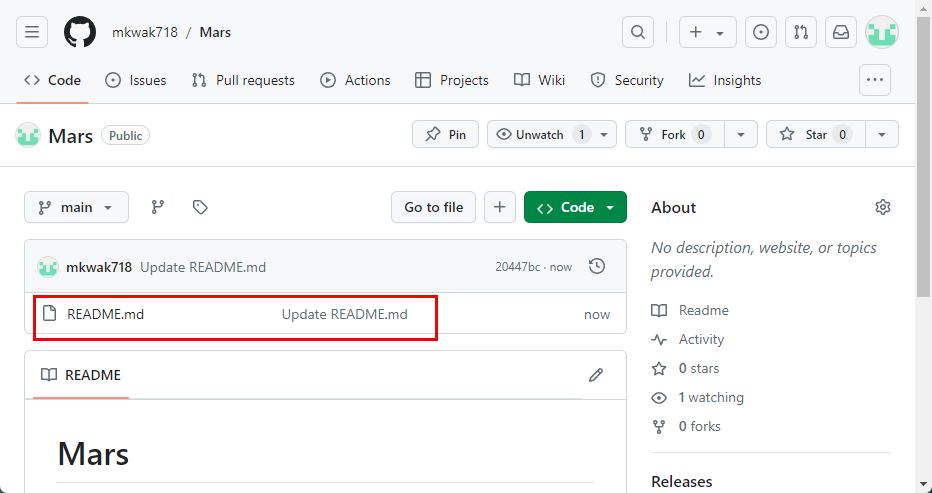 mkwak718 / Mars
Code Issues Pull requests Actions Projects Wiki Security Insights
Mars Public Pin Unwatch 1 Fork 0 Star 0
main Go to file Code
mkwak718 Update README.md 20447bc · now
README.md Update README.md now
README
Mars
About
No description, website, or topics
provided.
Readme
Activity
0 stars
1 watching
0 forks
Releases